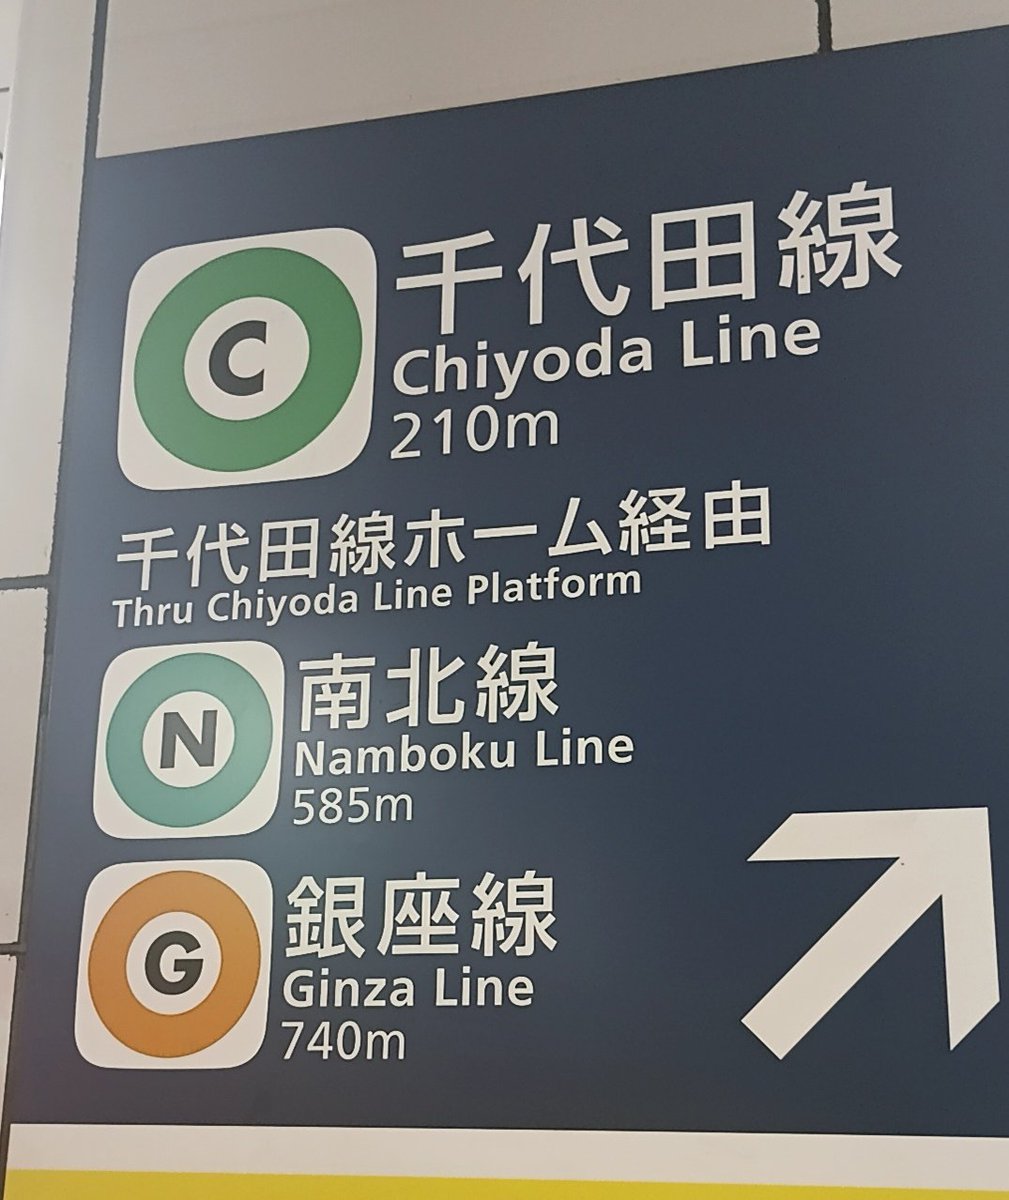 C
千代田線
Chiyoda Line
210m
千代田線ホーム経由
Thru Chiyoda Line Platform
N
南北線
Namboku Line
585m
G
銀座線
Ginza Line
740m